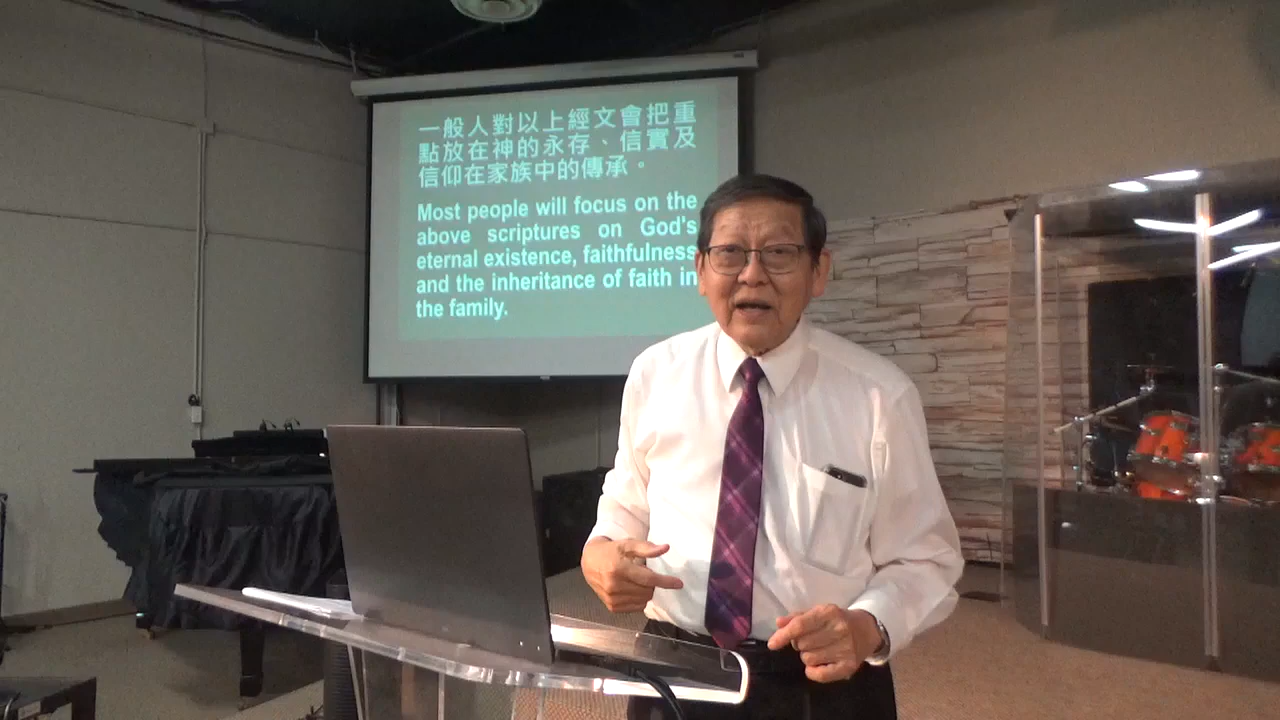 一般人對以上經文會把重
點放在神的永存、信實及
信仰在家族中的傳承。
Most people will focus on the
above scriptures on God's
eternal existence, faithfulness
and the inheritance of faith in
the family.